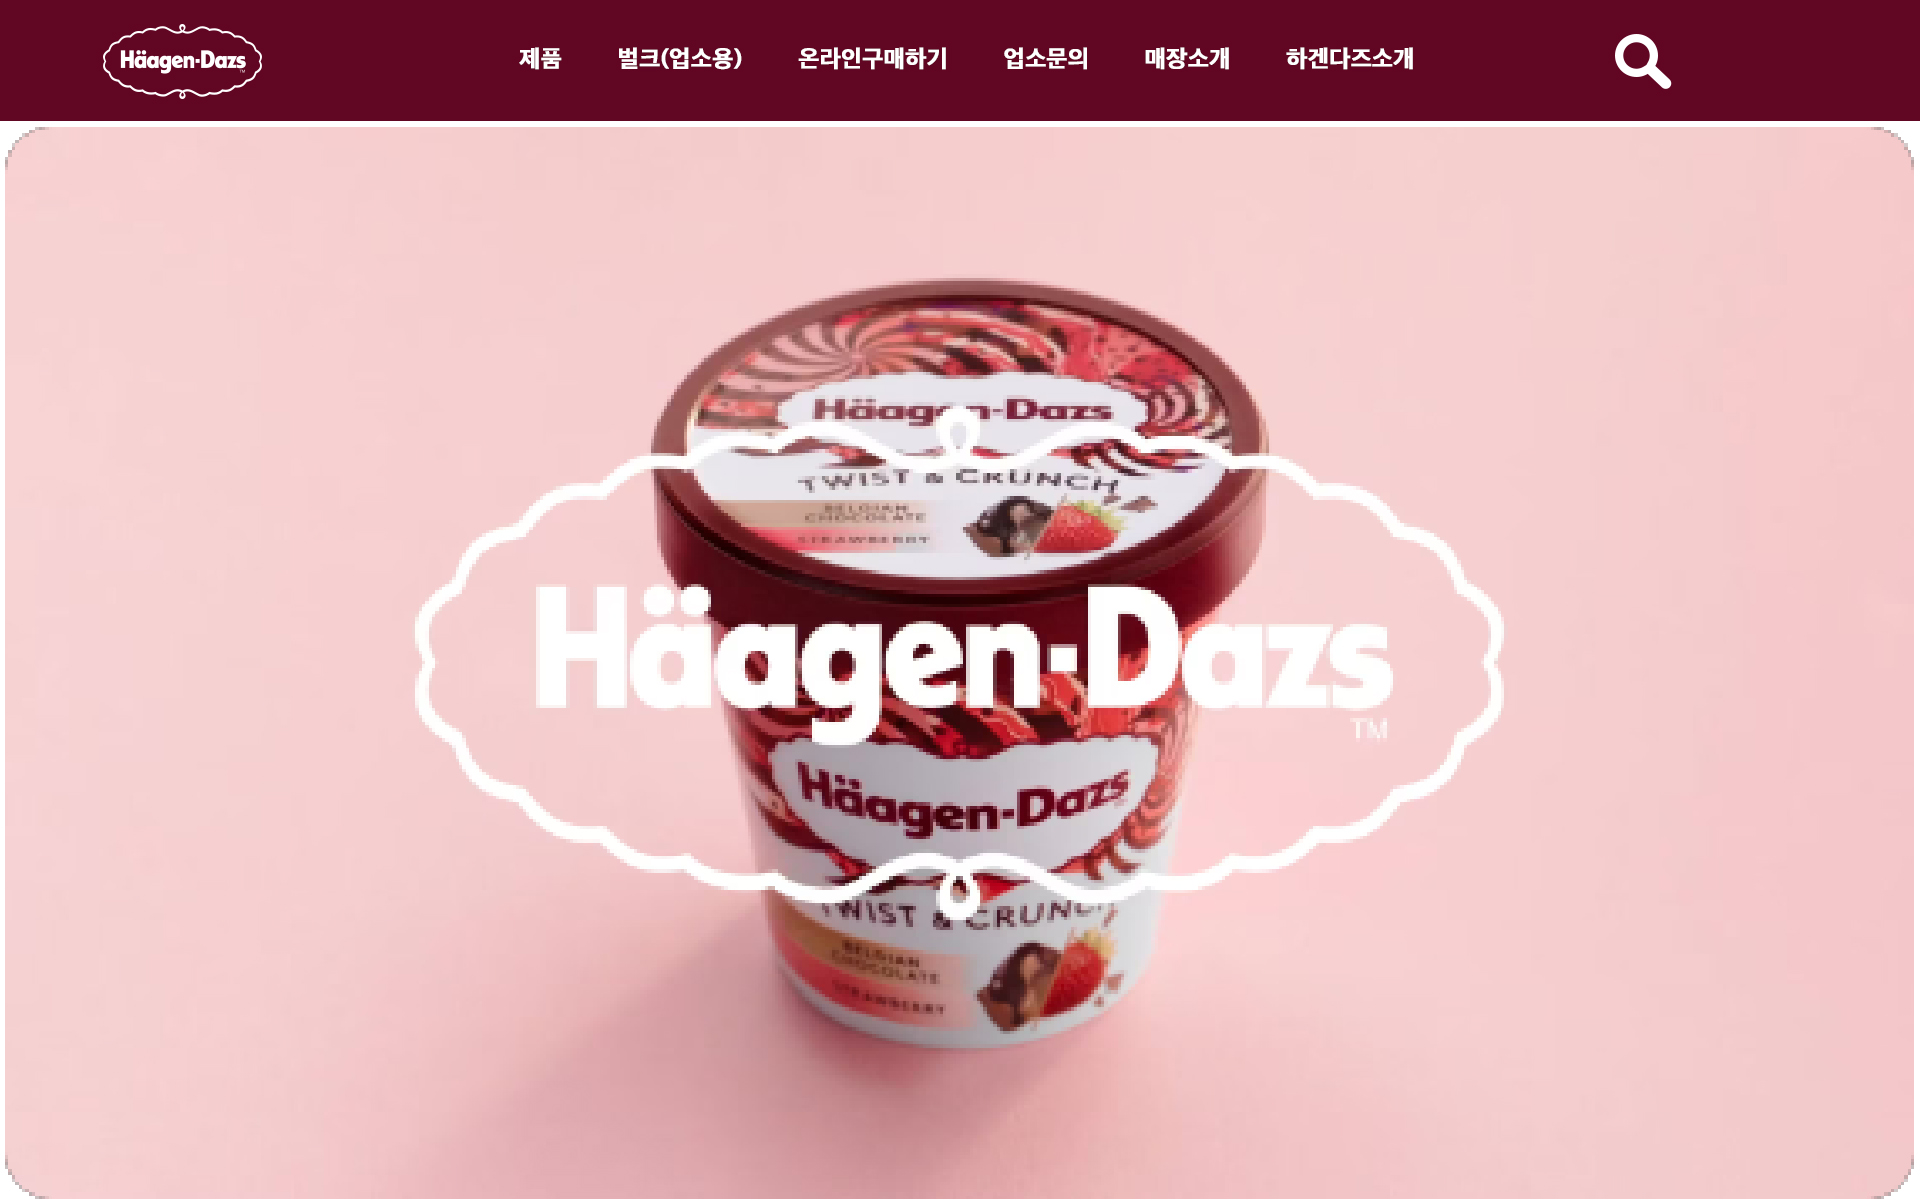 Häagen-Dazs
제품 벌크(업소용) 온라인구매하기 업소문의 매장소개 하겐다즈소개
Häagen-Dazs
TWIST & CRUNCH
BELGIAN
CHOCOLATE
STRAWBERRY
Häagen-Dazs
TM
Häagen-Dazs
TWIST & CRUNCH
BELGIAN
CHOCOLATE
STRAWBERRY